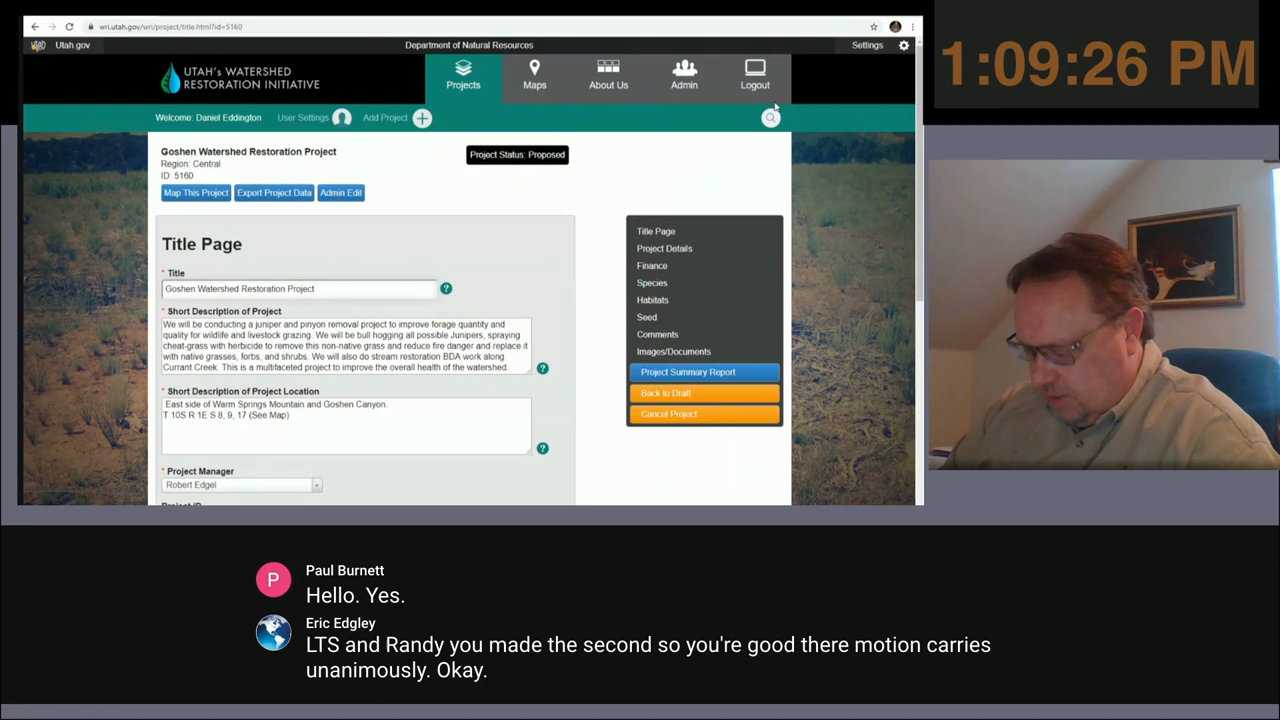 wri.utah.gov/wri/project/title.html?id=5160
1:09:26 PM
Utah.gov
Department of Natural Resources
Settings
UTAH'S WATERSHED
RESTORATION INITIATIVE
Projects
Maps
About Us
Admin
Logout
Welcome: Daniel Eddington
User Settings
Add Project
Goshen Watershed Restoration Project
Region: Central
ID: 5160
Project Status: Proposed
Map This Project
Export Project Data
Admin Edit
Title Page
* Title
Goshen Watershed Restoration Project
* Short Description of Project
We will be conducting a juniper and pinyon removal project to improve forage quantity and
quality for wildlife and livestock grazing. We will be bull hogging all possible Junipers, spraying
cheat-grass with herbicide to remove this non-native grass and reduce fire danger and replace it
with native grasses, forbs, and shrubs. We will also do stream restoration BDA work along
Currant Creek. This is a multifaceted project to improve the overall health of the watershed.
* Short Description of Project Location
East side of Warm Springs Mountain and Goshen Canyon.
T 10S R 1E S 8, 9, 17 (See Map)
* Project Manager
Robert Edgel
Project ID
Title Page
Project Details
Finance
Species
Habitats
Seed
Comments
Images/Documents
Project Summary Report
Back to Draft
Cancel Project
P
Paul Burnett
Hello. Yes.
Eric Edgley
LTS and Randy you made the second so you're good there motion carries
unanimously. Okay.